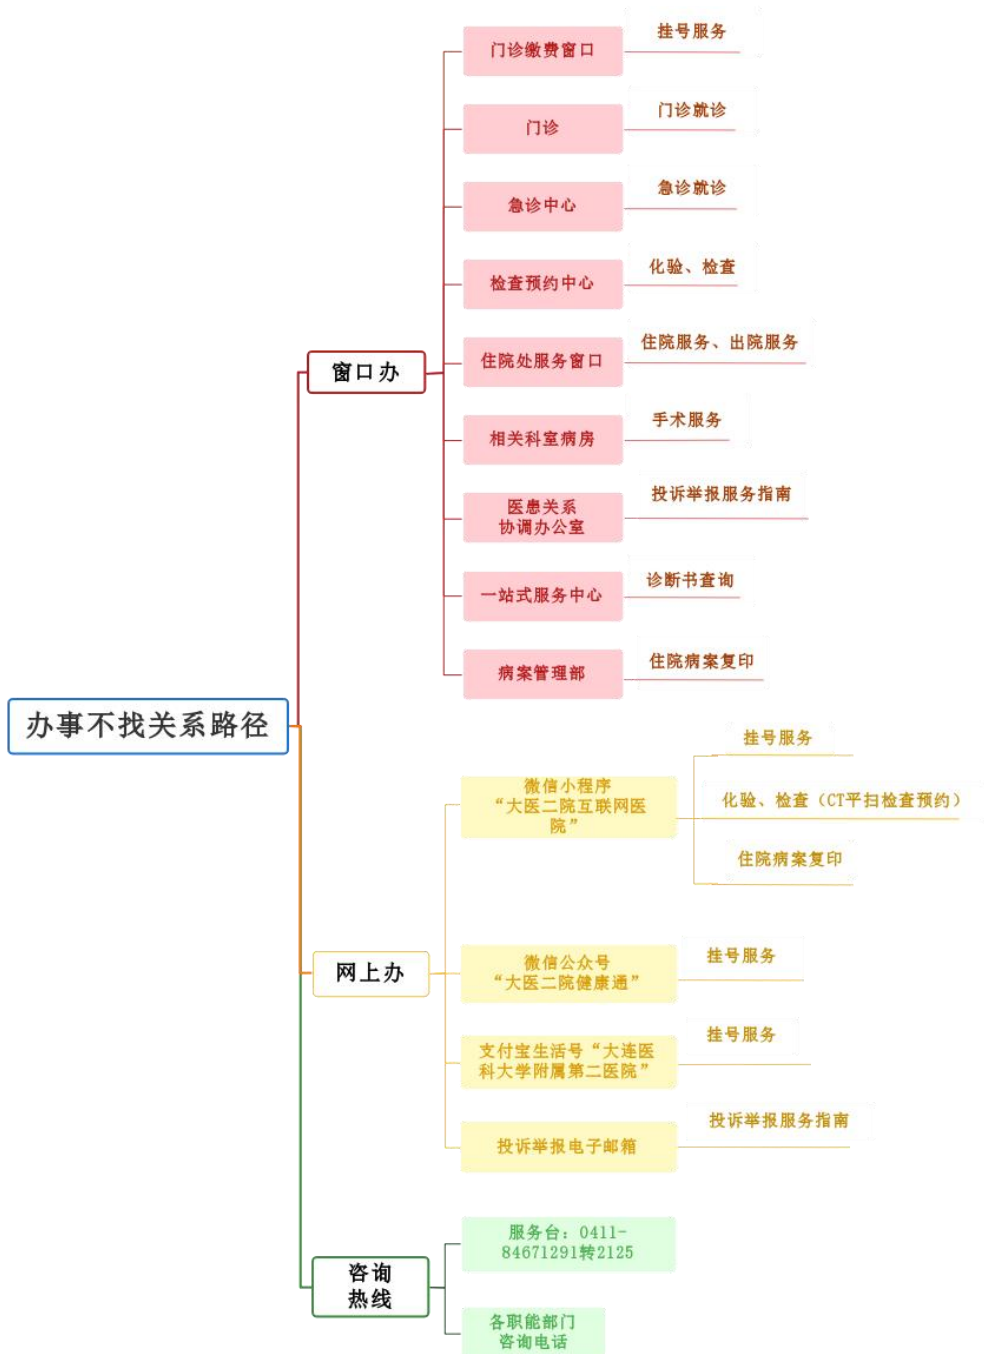 门诊缴费窗口
挂号服务
门诊
门诊就诊
急诊中心
急诊就诊
检查预约中心
化验、检查
窗口办
住院处服务窗口
住院服务、出院服务
相关科室病房
手术服务
医患关系
协调办公室
投诉举报服务指南
一站式服务中心
诊断书查询
病案管理部
住院病案复印
办事不找关系路径
微信小程序
“大医二院互联网医
院”
挂号服务
化验、检查（CT平扫检查预约）
住院病案复印
网上办
微信公众号
“大医二院健康通”
挂号服务
支付宝生活号“大连医
科大学附属第二医院”
挂号服务
投诉举报电子邮箱
投诉举报服务指南
咨询
热线
服务台：0411-
84671291转2125
各职能部门
咨询电话